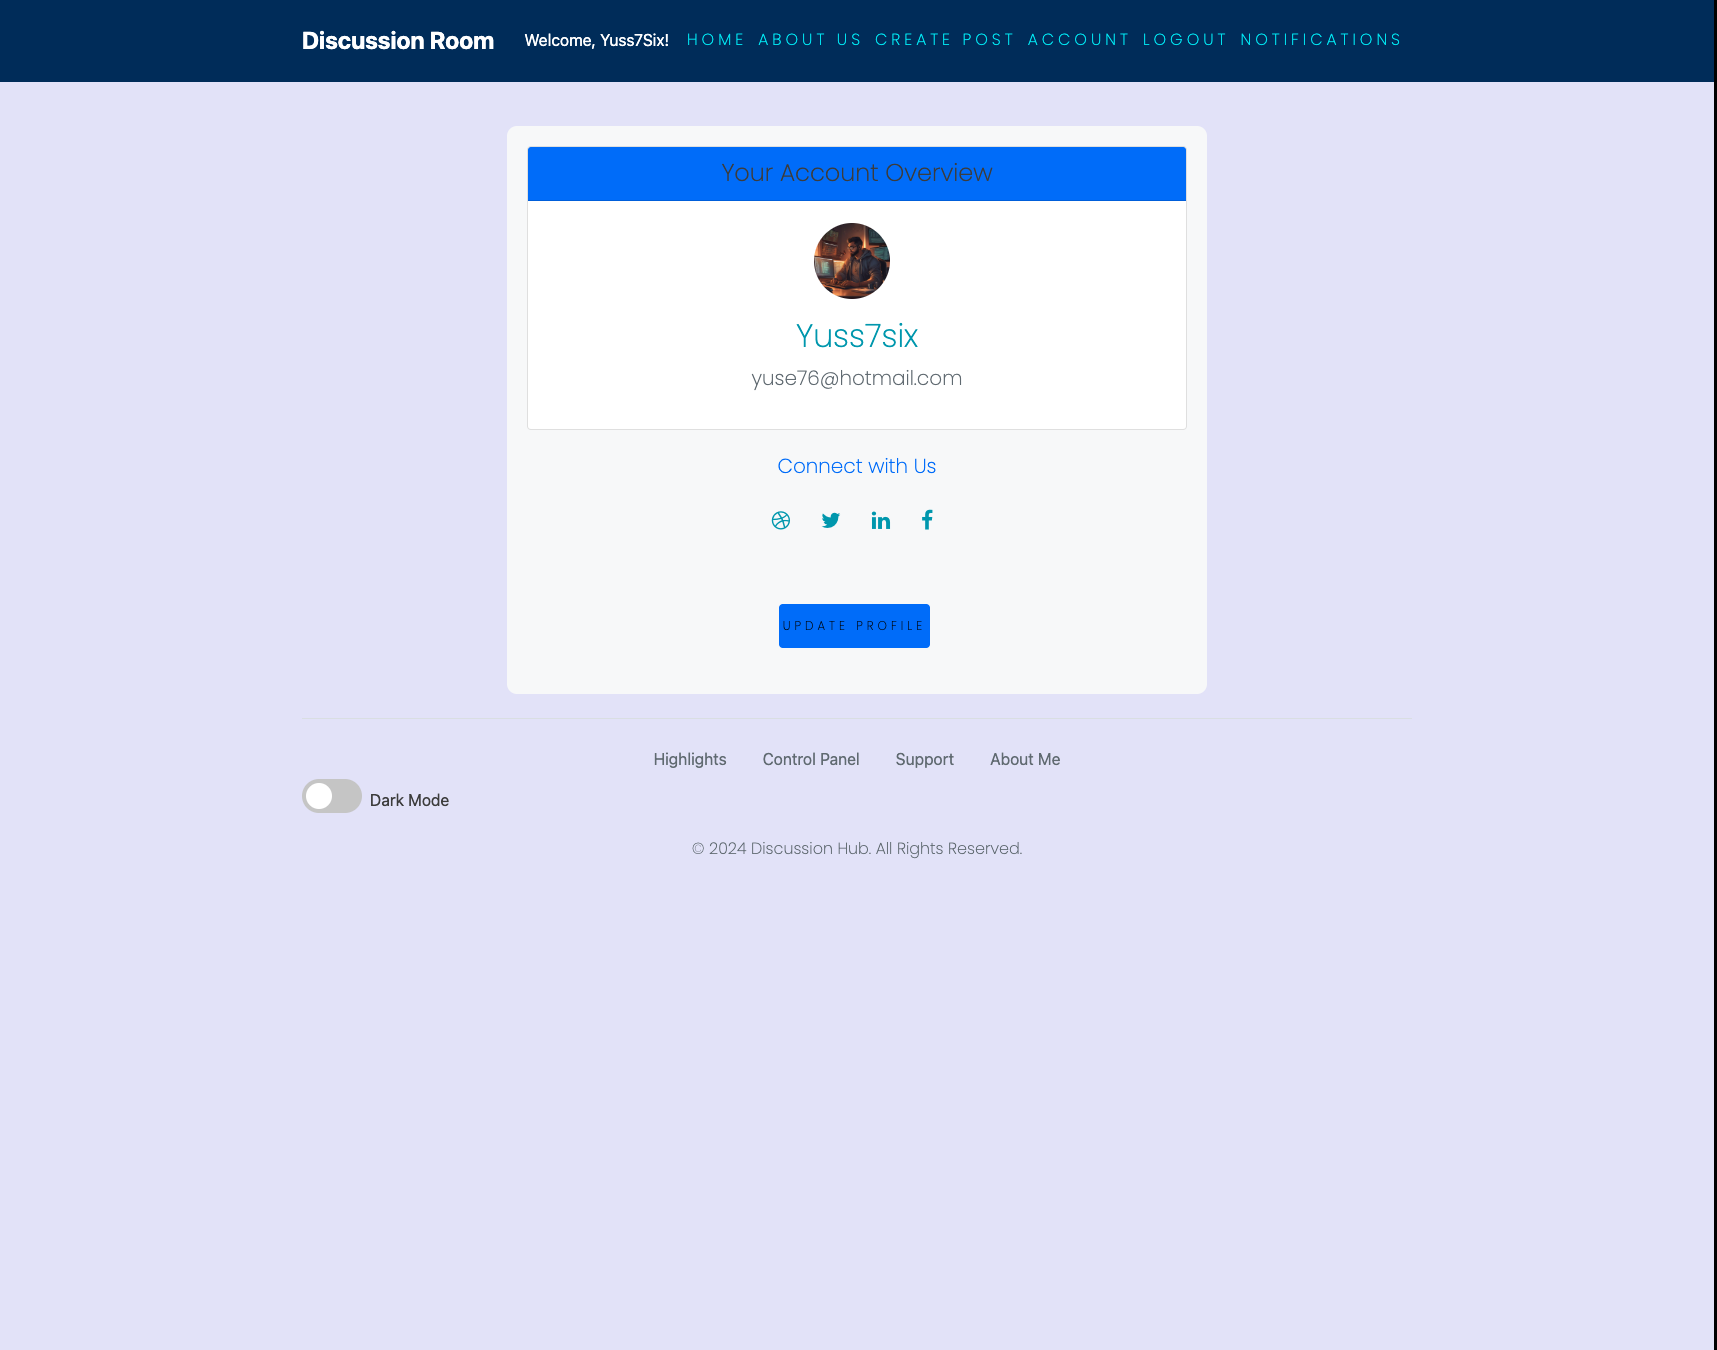 Discussion Room Welcome, Yuss7Six! HOME ABOUT US CREATE POST ACCOUNT LOGOUT NOTIFICATIONS
Your Account Overview
Yuss7six
yuse76@hotmail.com
Connect with Us
UPDATE PROFILE
Highlights Control Panel Support About Me
Dark Mode
© 2024 Discussion Hub. All Rights Reserved.